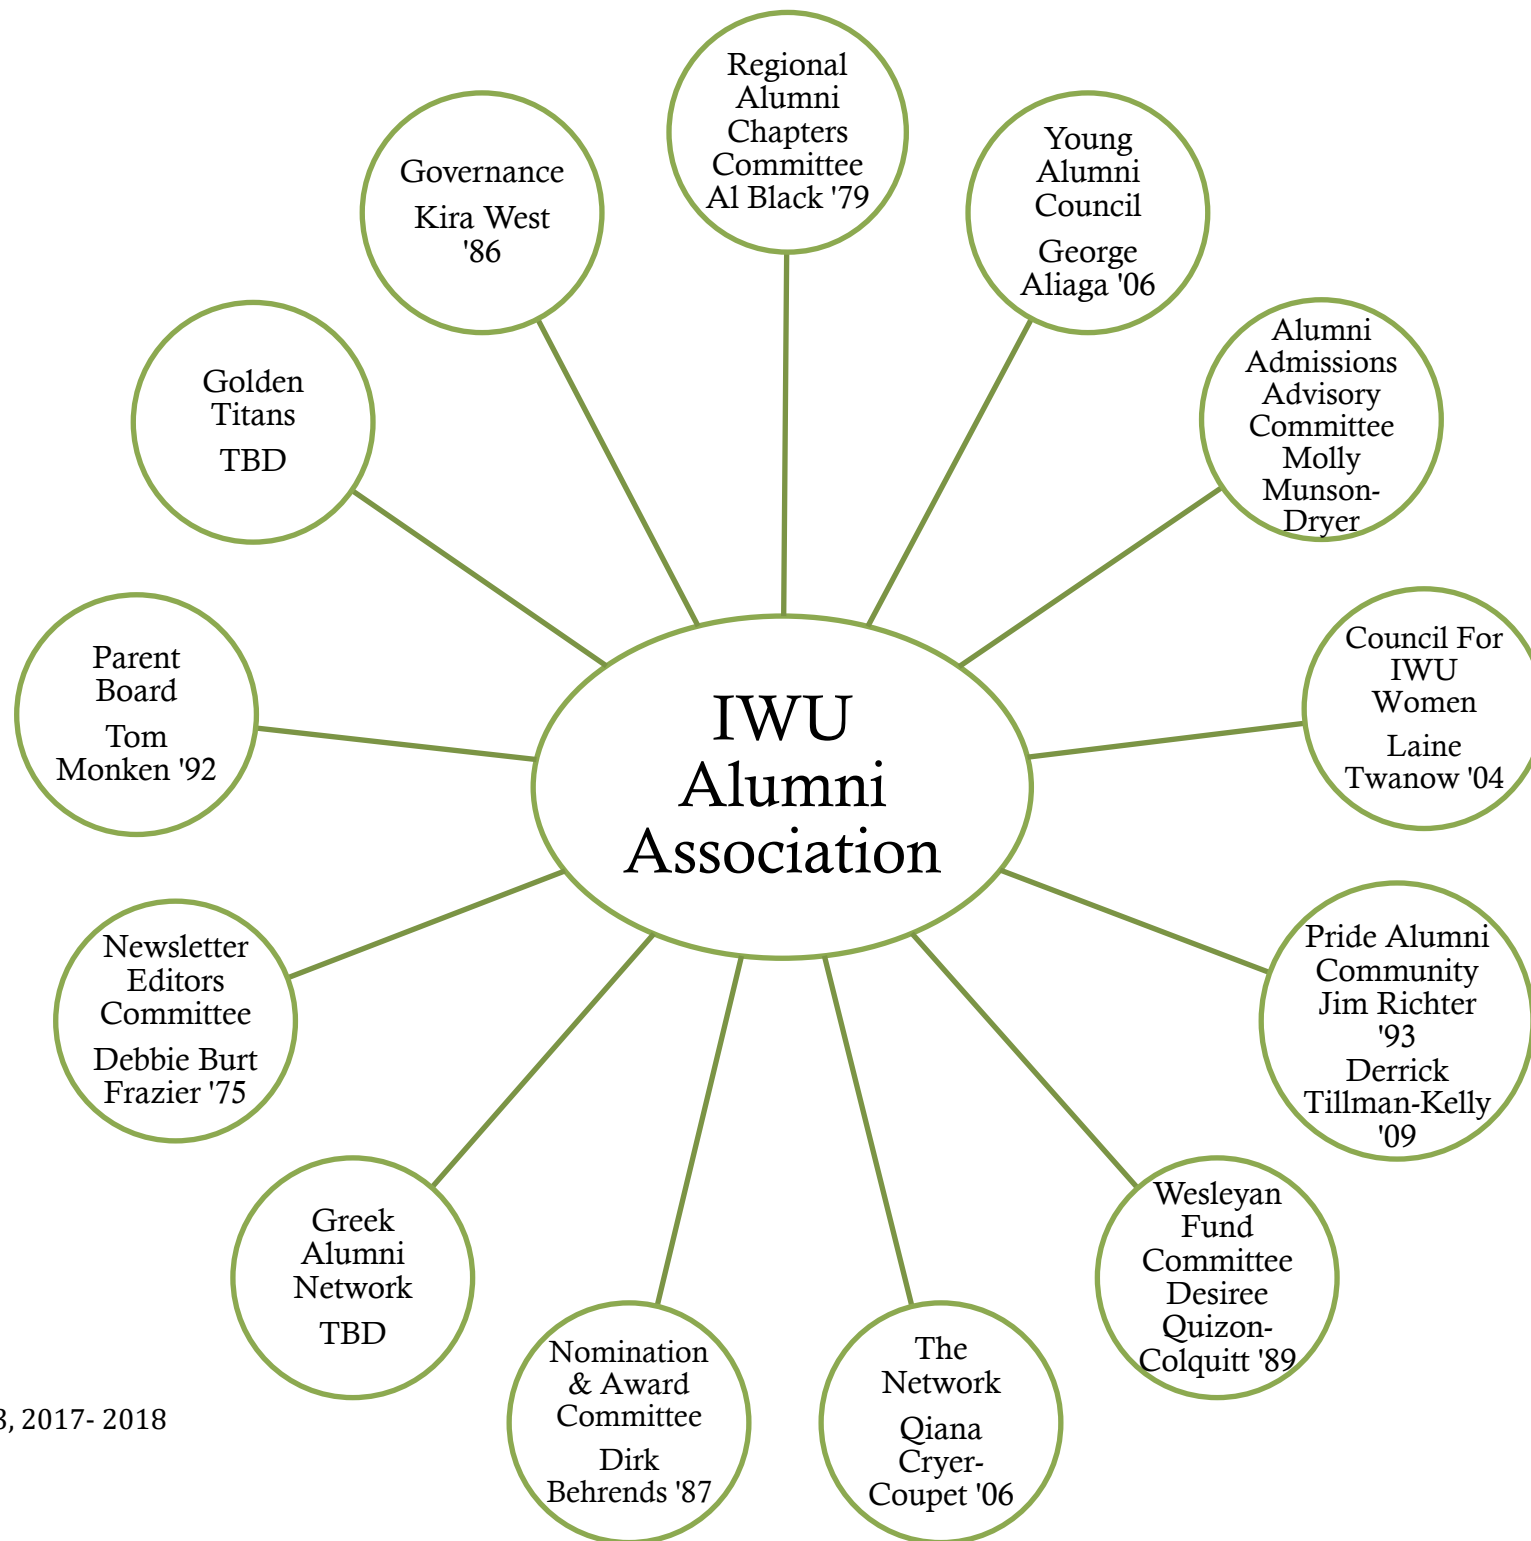 Regional
Alumni
Chapters
Committee
Al Black '79
Young
Alumni
Council
George
Aliaga '06
Alumni
Admissions
Advisory
Committee
Molly
Munson-
Dryer
Council For
IWU
Women
Laine
Twanow '04
Pride Alumni
Community
Jim Richter
'93
Derrick
Tillman-Kelly
'09
Wesleyan
Fund
Committee
Desiree
Quizon-
Colquitt '89
The
Network
Qiana
Cryer-
Coupet '06
Nomination
& Award
Committee
Dirk
Behrends '87
Greek
Alumni
Network
TBD
Newsletter
Editors
Committee
Debbie Burt
Frazier '75
Parent
Board
Tom
Monken '92
Golden
Titans
TBD
Governance
Kira West
'86
IWU
Alumni
Association
, 2017- 2018